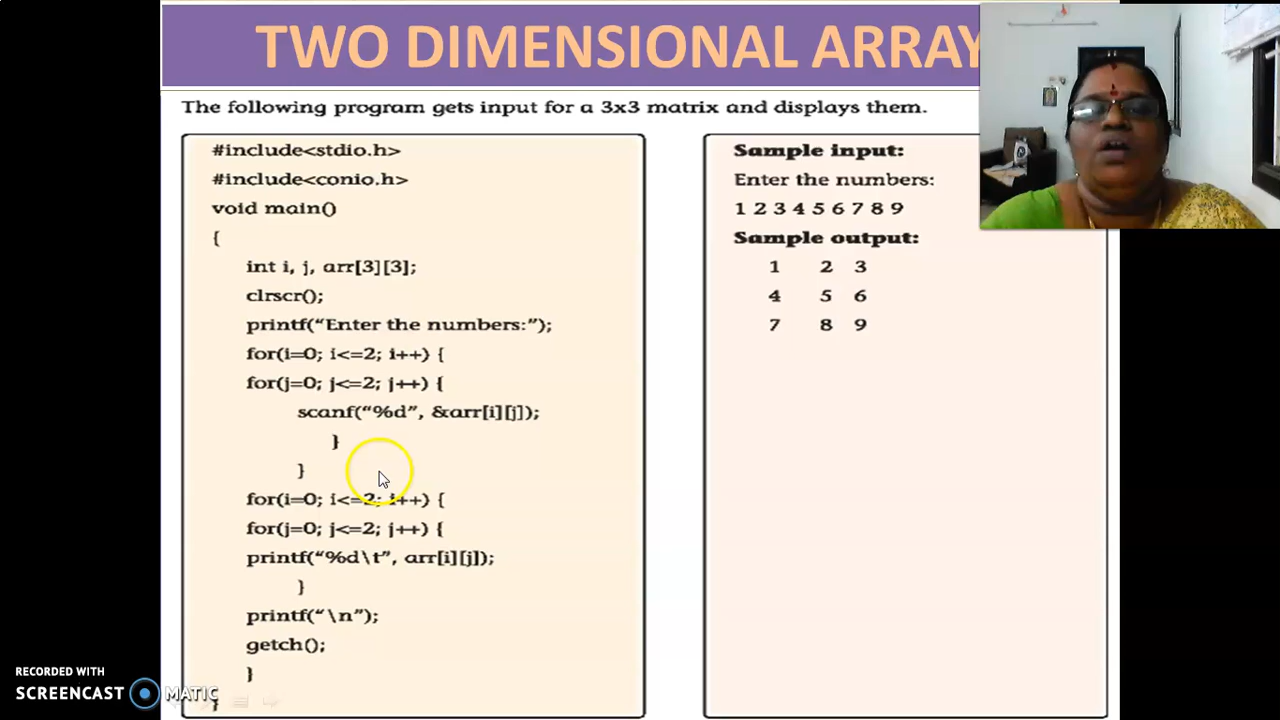 TWO DIMENSIONAL ARRAY
The following program gets input for a 3x3 matrix and displays them.
#include<stdio.h>
#include<conio.h>
void main()
{
int i, j, arr[3][3];
clrscr();
printf(“Enter the numbers:”);
for(i=0; i<=2; i++) {
for(j=0; j<=2; j++) {
scanf(“%d”, &arr[i][j]);
}
}
for(i=0; i<=2; i++) {
for(j=0; j<=2; j++) {
printf(“%d\t”, arr[i][j]);
}
printf(“\n”);
getch();
}
}
Sample input:
Enter the numbers:
1 2 3 4 5 6 7 8 9
Sample output:
1 2 3
4 5 6
7 8 9
RECORDED WITH
SCREENCAST MATIC